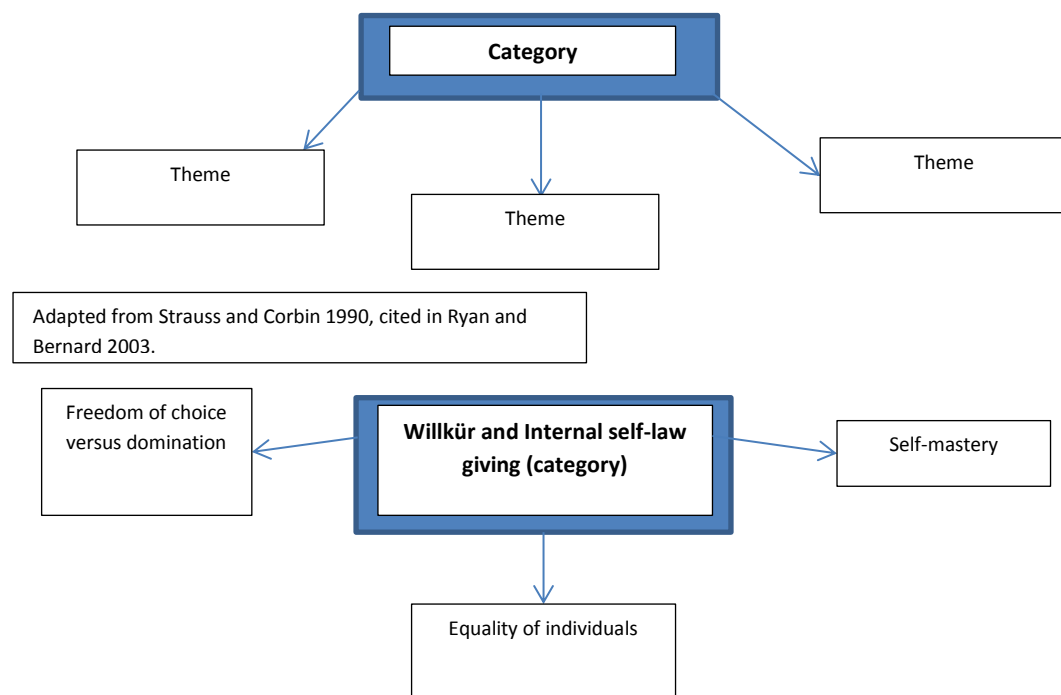 Category
Theme
Theme
Theme
Adapted from Strauss and Corbin 1990, cited in Ryan and
Bernard 2003.
Freedom of choice
versus domination
Willkür and Internal self-law
giving (category)
Self-mastery
Equality of individuals